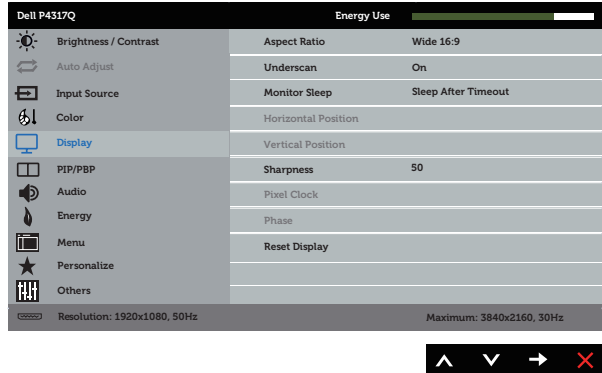 Dell P4317Q Energy Use
Brightness / Contrast
Auto Adjust
Input Source
Color
Display
PIP/PBP
Audio
Energy
Menu
Personalize
Others
Aspect Ratio Wide 16:9
Underscan On
Monitor Sleep Sleep After Timeout
Horizontal Position
Vertical Position
Sharpness 50
Pixel Clock
Phase
Reset Display
Resolution: 1920x1080, 50Hz Maximum: 3840x2160, 30Hz